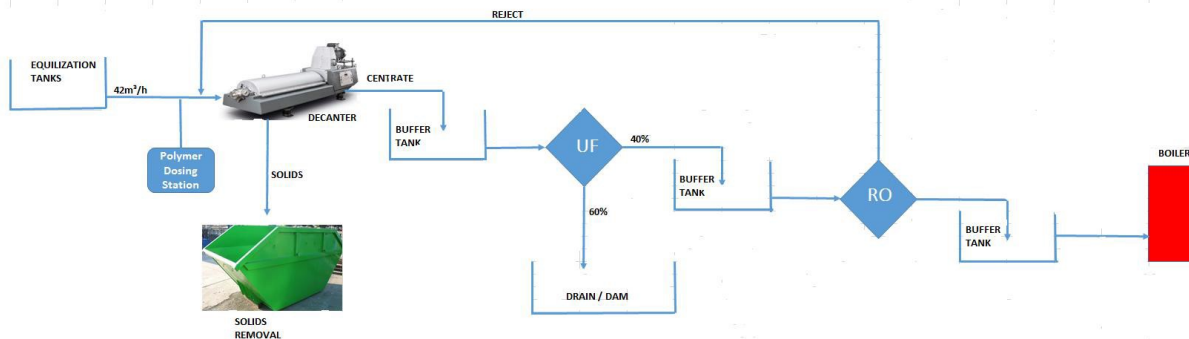 REJECT
EQUILIZATION
TANKS
42m³/h
CENTRATE
DECANTER
Polymer
Dosing
Station
SOLIDS
SOLIDS
REMOVAL
BUFFER
TANK
UF
40%
60%
DRAIN / DAM
BUFFER
TANK
RO
BUFFER
TANK
BOILER